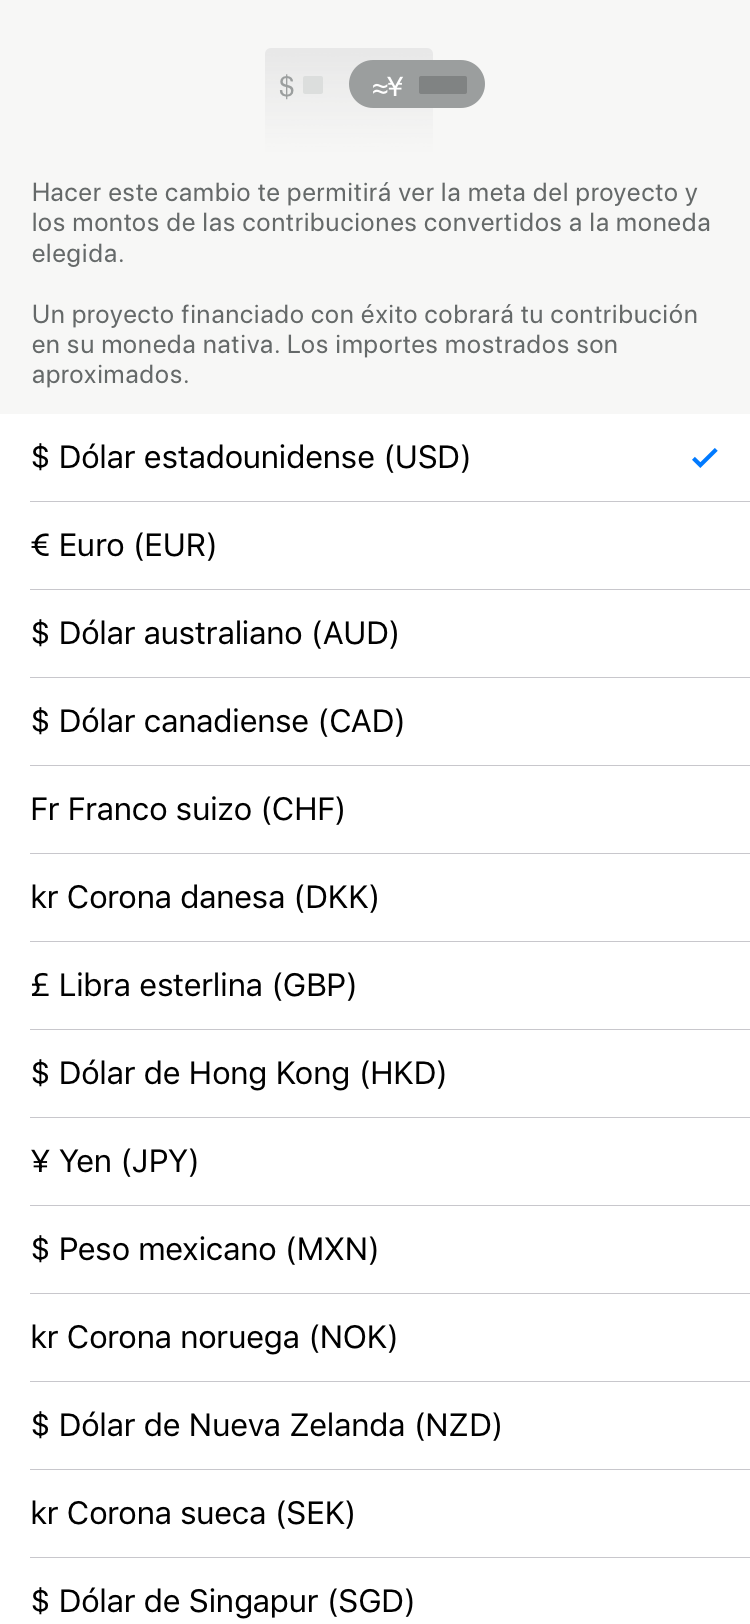 $ ≈¥
Hacer este cambio te permitirá ver la meta del proyecto y
los montos de las contribuciones convertidos a la moneda
elegida.
Un proyecto financiado con éxito cobrará tu contribución
en su moneda nativa. Los importes mostrados son
aproximados.
$ Dólar estadounidense (USD)
€ Euro (EUR)
$ Dólar australiano (AUD)
$ Dólar canadiense (CAD)
Fr Franco suizo (CHF)
kr Corona danesa (DKK)
£ Libra esterlina (GBP)
$ Dólar de Hong Kong (HKD)
¥ Yen (JPY)
$ Peso mexicano (MXN)
kr Corona noruega (NOK)
$ Dólar de Nueva Zelanda (NZD)
kr Corona sueca (SEK)
$ Dólar de Singapur (SGD)